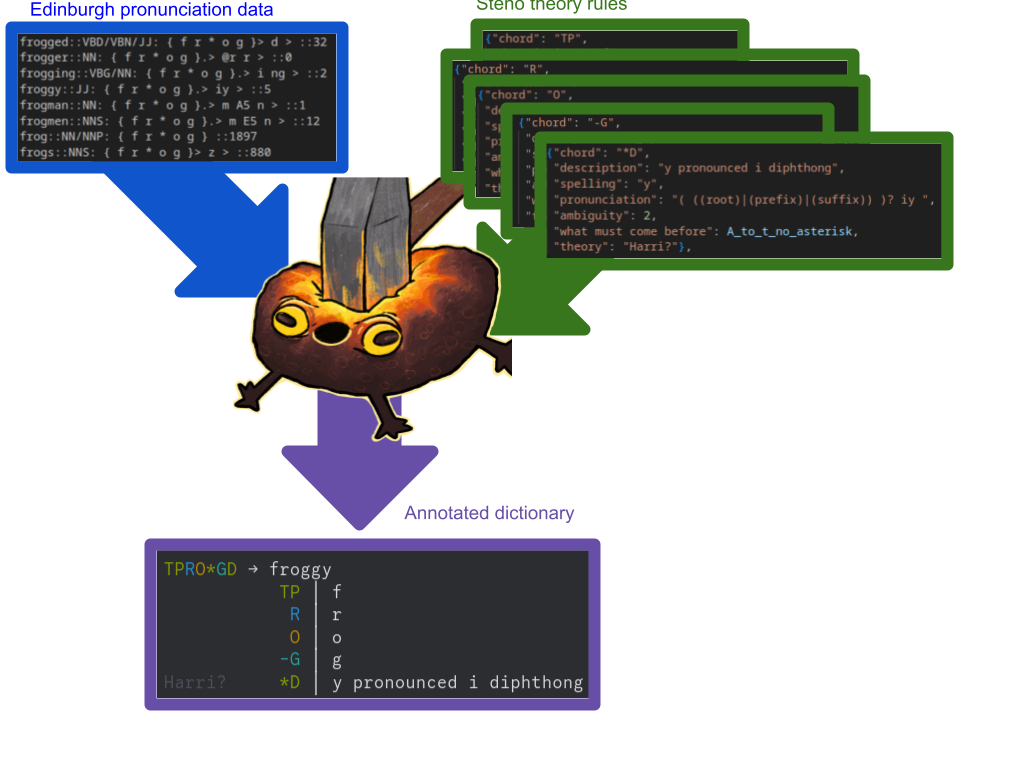 Edinburgh pronunciation data
frogged::VBD/VBN/JJ: { f r * o g }> d > ::32
frogger::NN: { f r * o g }.> @r r > ::0
frogging::VBG/NN: { f r * o g }.> i ng > ::2
froggy::JJ: { f r * o g }.> iy > ::5
frogman::NN: { f r * o g }.> m A5 n > ::1
frogmen::NNS: { f r * o g }.> m E5 n > ::12
frog::NN/NNP: { f r * o g } ::1897
frogs::NNS: { f r * o g }> z > ::880
Steno theory rules
{"chord": "TP",
{"chord": "R",
{"chord": "O",
{"chord": "-G",
{"chord": "*D",
"description": "y pronounced i diphthong",
"spelling": "y",
"pronunciation": "( ((root)|(prefix)|(suffix)) )? iy ",
"ambiguity": 2,
"what must come before": A_to_t_no_asterisk,
"theory": "Harri?"},
Annotated dictionary
TPRO*GD → froggy
TP | f
R | r
O | o
-G | g
Harri? *D | y pronounced i diphthong